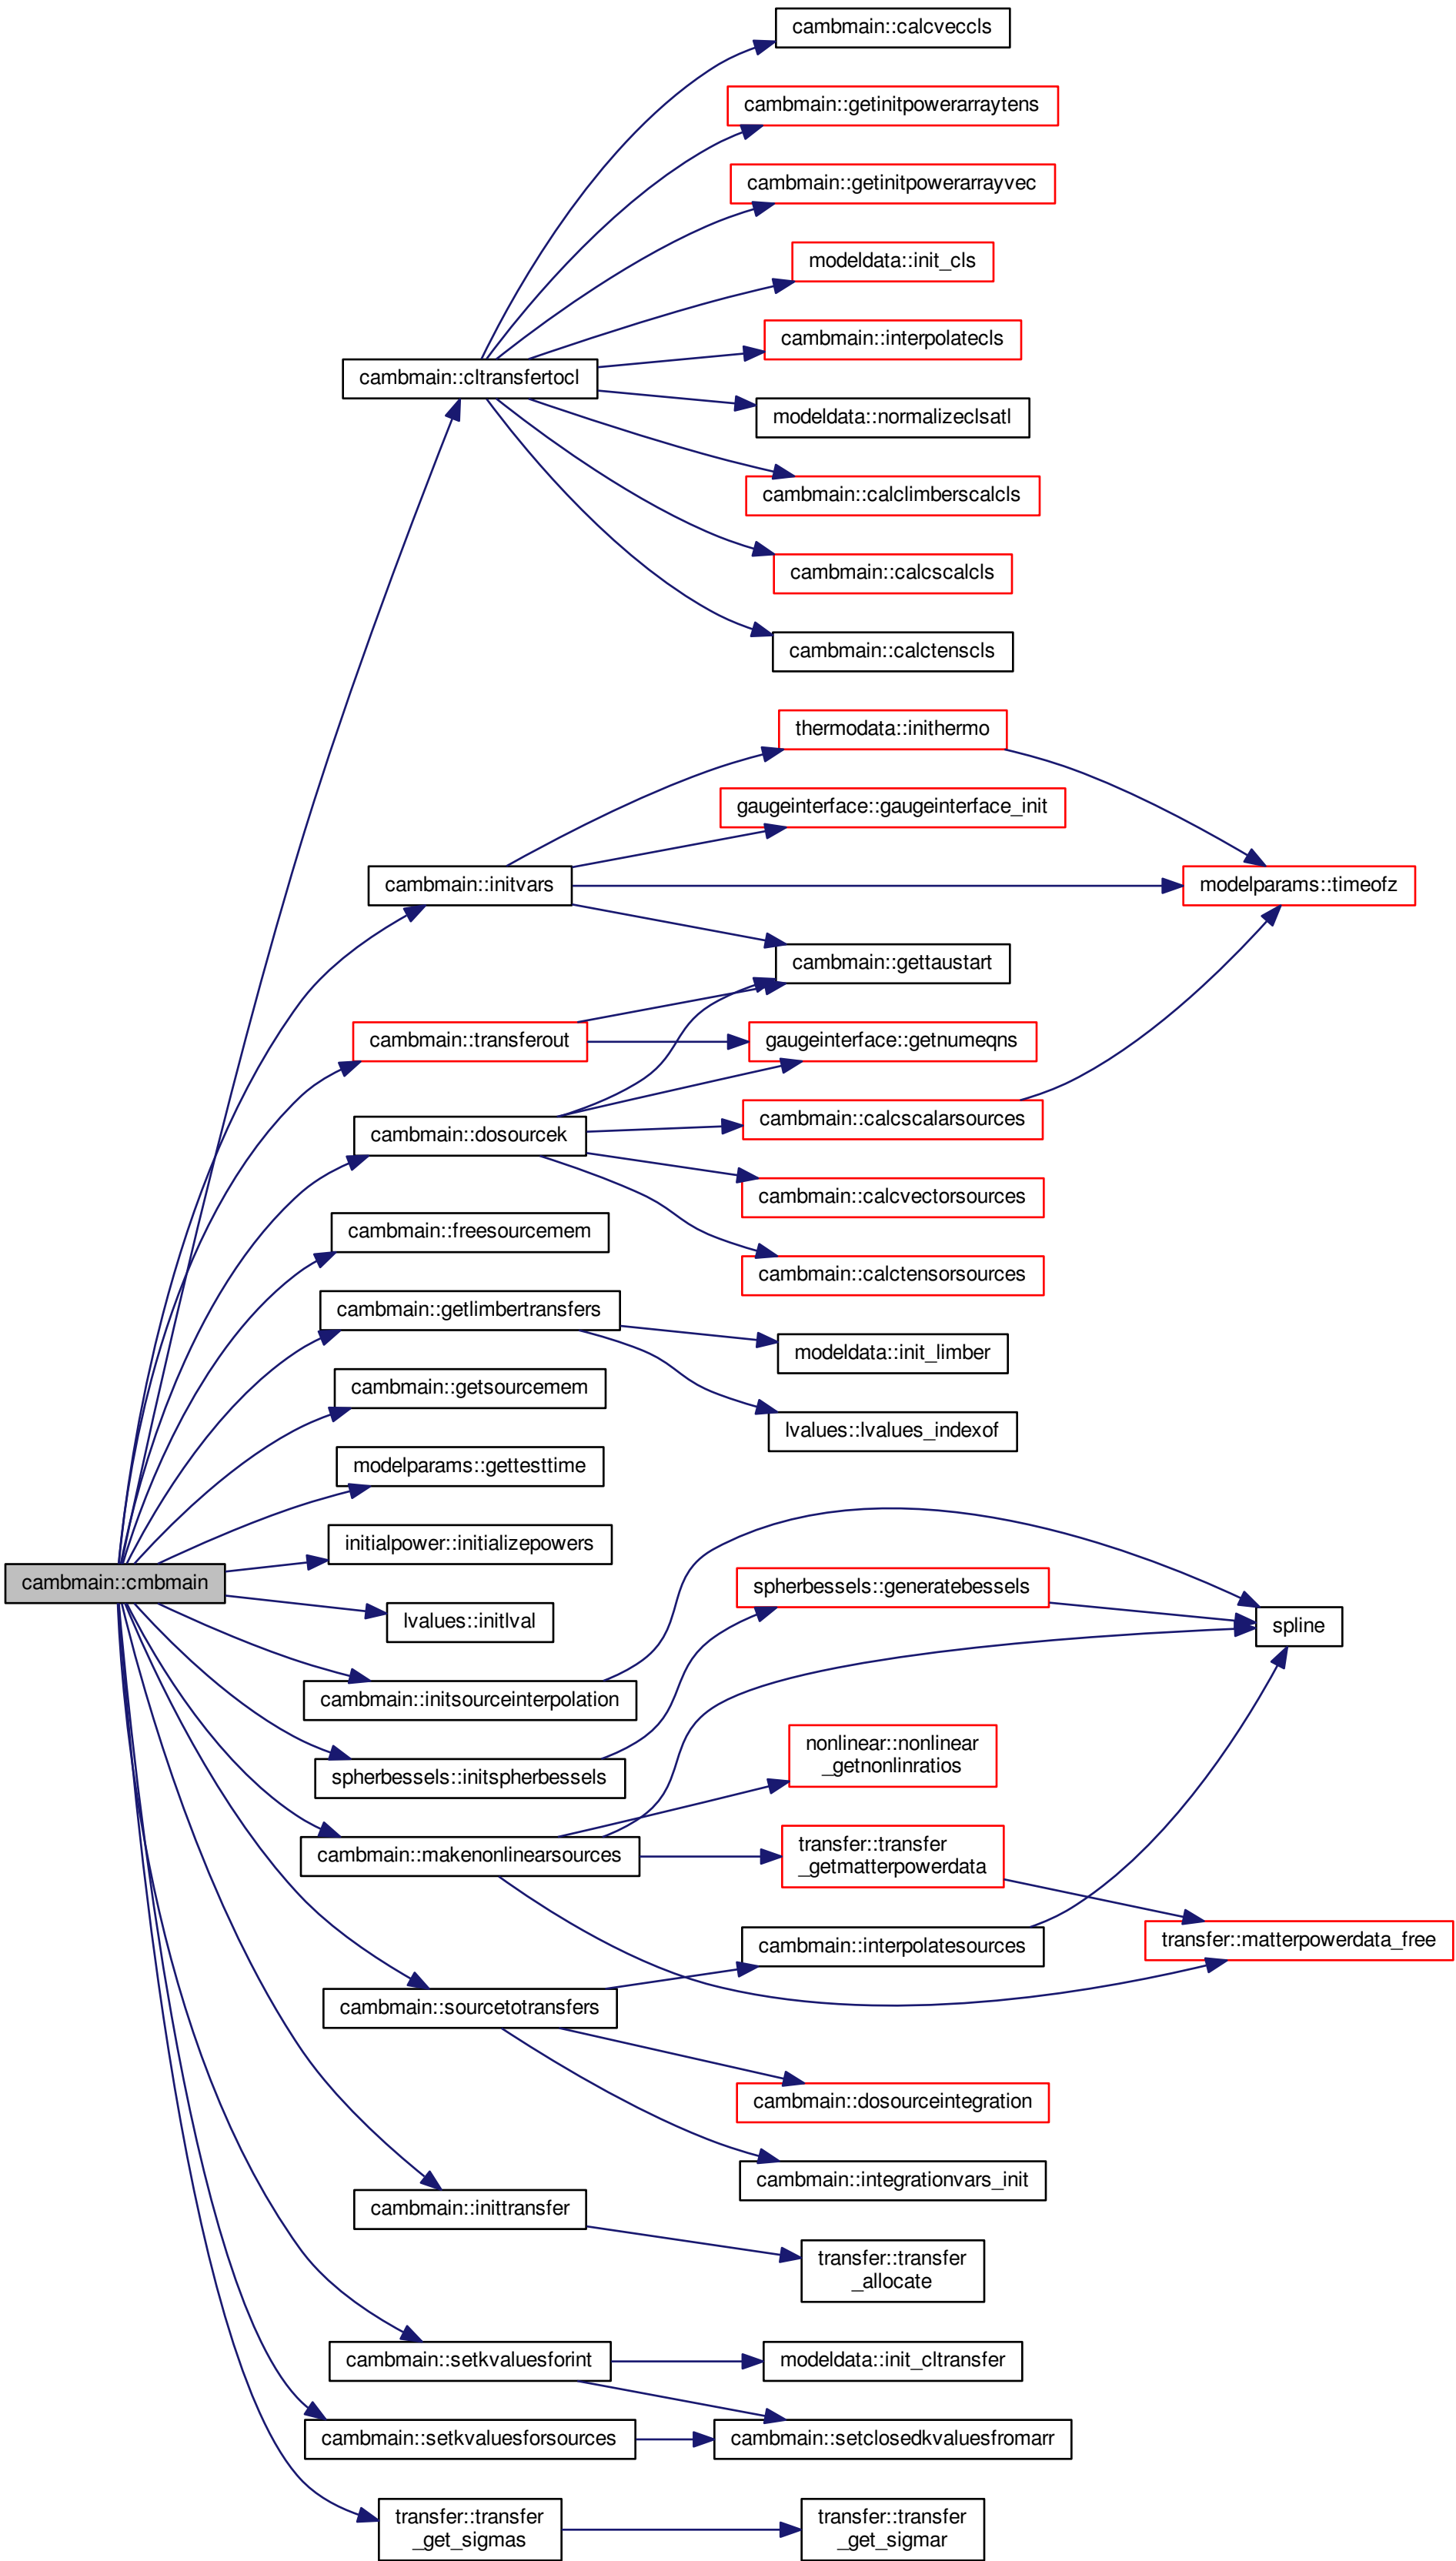 cambmain::calcveccls
cambmain::getinitpowerarraytens
cambmain::getinitpowerarrayvec
modeldata::init_cls
cambmain::interpolatecls
cambmain::cltransfertocl
modeldata::normalizeclsatl
cambmain::calclimberscalcls
cambmain::calcscalcls
cambmain::calctenscls
thermodata::inithermo
gaugeinterface::gaugeinterface_init
cambmain::initvars
modelparams::timeofz
cambmain::gettaustart
cambmain::transferout
gaugeinterface::getnumeqns
cambmain::calcscalarsources
cambmain::dosourcek
cambmain::calcvectorsources
cambmain::freesourcemem
cambmain::calctensorsources
cambmain::getlimbertransfers
modeldata::init_limber
cambmain::getsourcemem
lvalues::lvalues_indexof
modelparams::gettesttime
initialpower::initializepowers
cambmain::cmbmain
spherbessels::generatebessels
lvalues::initlval
spline
cambmain::initsourceinterpolation
nonlinear::nonlinear
_getnonlinratios
spherbessels::initspherbessels
transfer::transfer
_getmatterpowerdata
cambmain::makenonlinearsources
cambmain::interpolatesources
transfer::matterpowerdata_free
cambmain::sourcetotransfers
cambmain::dosourceintegration
cambmain::integrationvars_init
cambmain::inittransfer
transfer::transfer
_allocate
cambmain::setkvaluesforint
modeldata::init_cltransfer
cambmain::setkvaluesforsources
cambmain::setclosedkvaluesfromarr
transfer::transfer
_get_sigmas
transfer::transfer
_get_sigmar